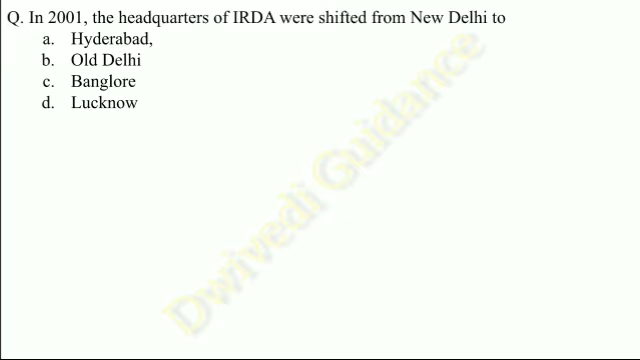 Q. In 2001, the headquarters of IRDA were shifted from New Delhi to
a. Hyderabad,
b. Old Delhi
c. Banglore
d. Lucknow
Dwivedi Guidance